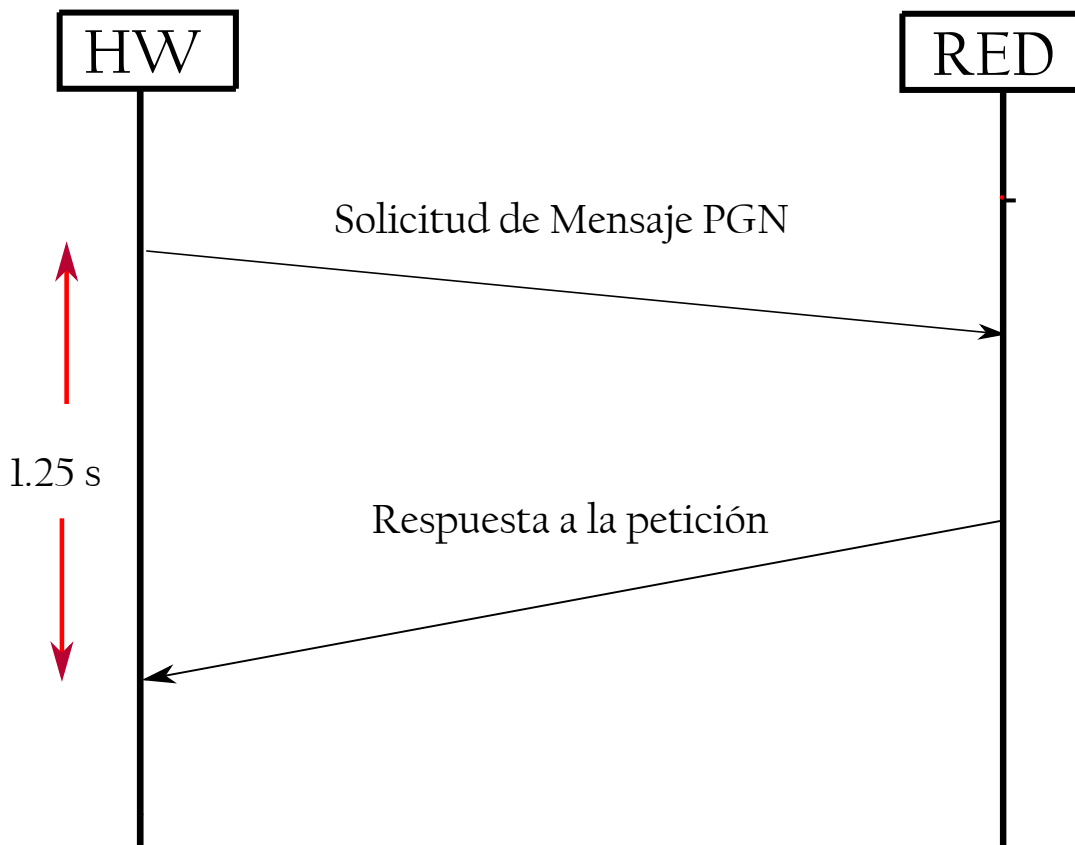 HW
RED
Solicitud de Mensaje PGN
1.25 s
Respuesta a la petición